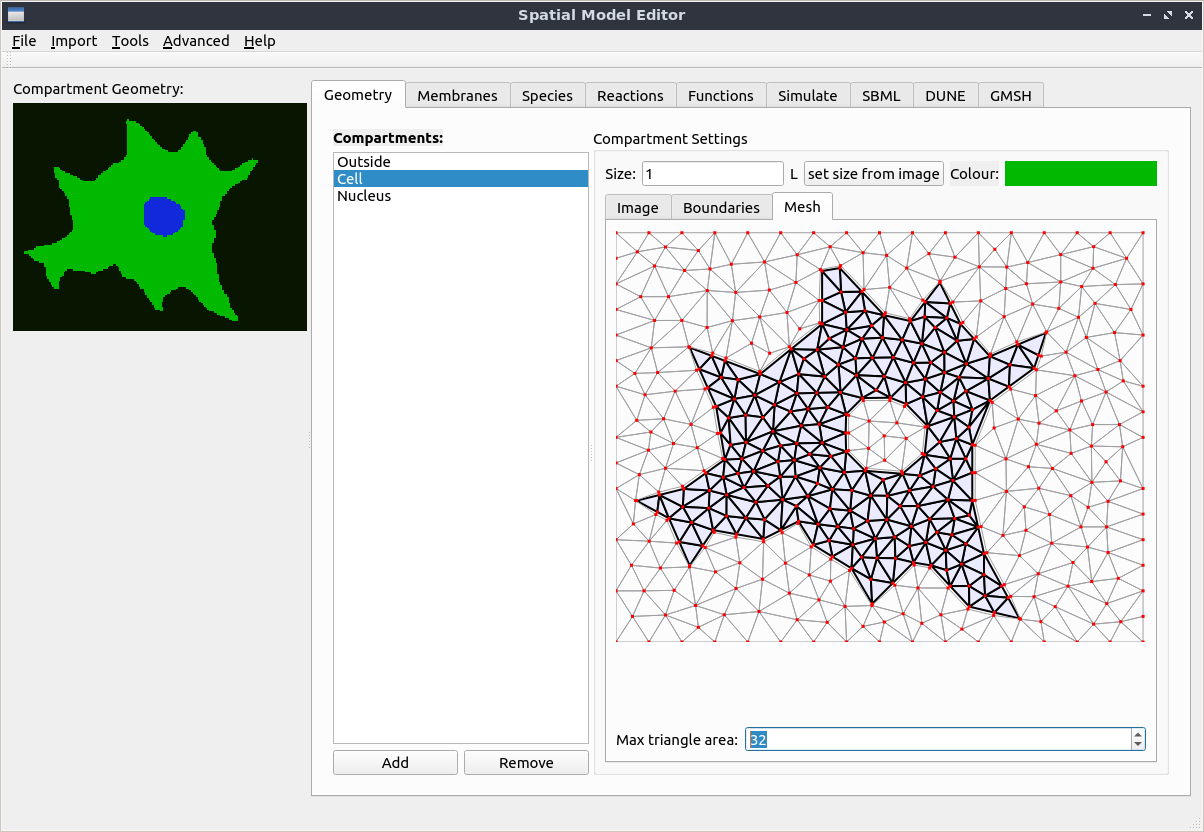 Spatial Model Editor
File Import Tools Advanced Help
Compartment Geometry:
Geometry Membranes Species Reactions Functions Simulate SBML DUNE GMSH
Compartments:
Outside
Cell
Nucleus
Add Remove
Compartment Settings
Size: 1 L set size from image Colour:
Image Boundaries Mesh
Max triangle area: 32